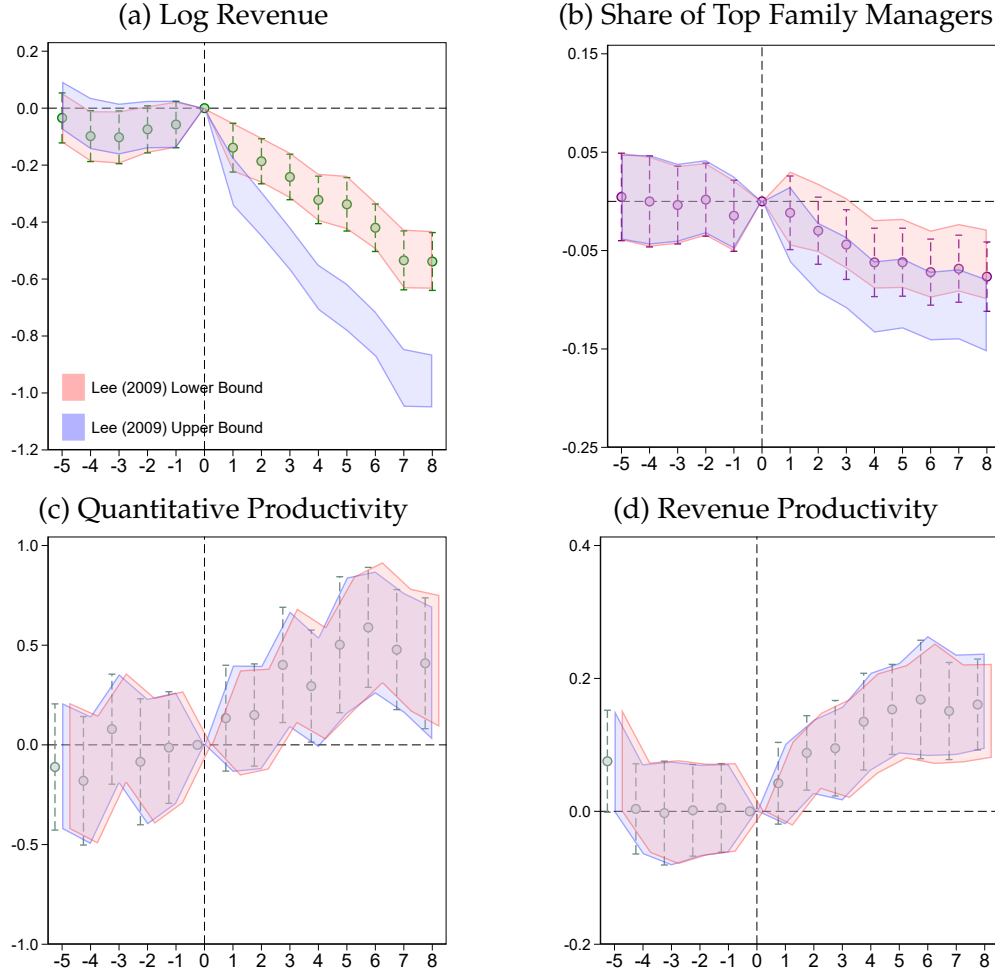 (a) Log Revenue
(b) Share of Top Family Managers
0.2
0.0
-0.2
-0.4
-0.6
-0.8
-1.0
-1.2
Lee (2009) Lower Bound
Lee (2009) Upper Bound
-5 -4 -3 -2 -1 0 1 2 3 4 5 6 7 8
0.15
0.05
-0.05
-0.15
-0.25
-5 -4 -3 -2 -1 0 1 2 3 4 5 6 7 8
(c) Quantitative Productivity
(d) Revenue Productivity
1.0
0.5
0.0
-0.5
-1.0
-5 -4 -3 -2 -1 0 1 2 3 4 5 6 7 8
0.4
0.2
0.0
-0.2
-5 -4 -3 -2 -1 0 1 2 3 4 5 6 7 8